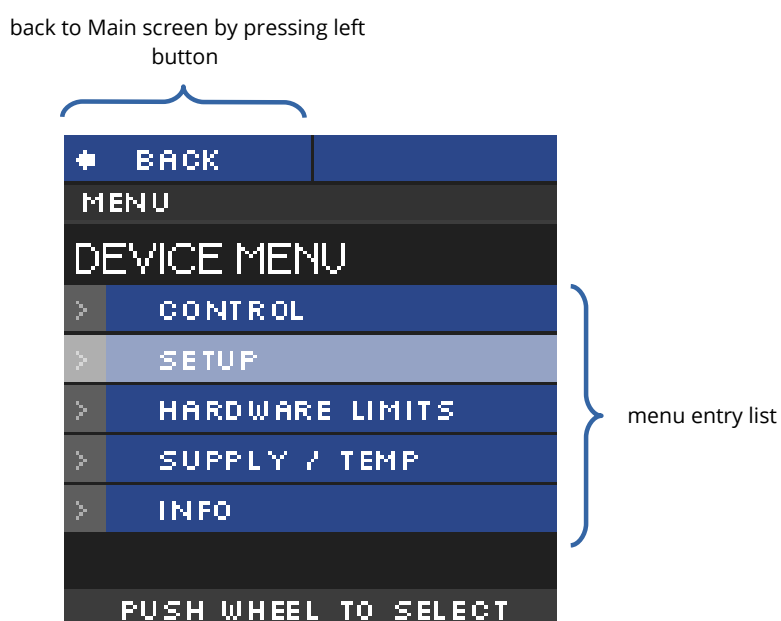 back to Main screen by pressing left
button
BACK
MENU
DEVICE MENU
> CONTROL
> SETUP
> HARDWARE LIMITS
> SUPPLY / TEMP
> INFO
menu entry list
PUSH WHEEL TO SELECT